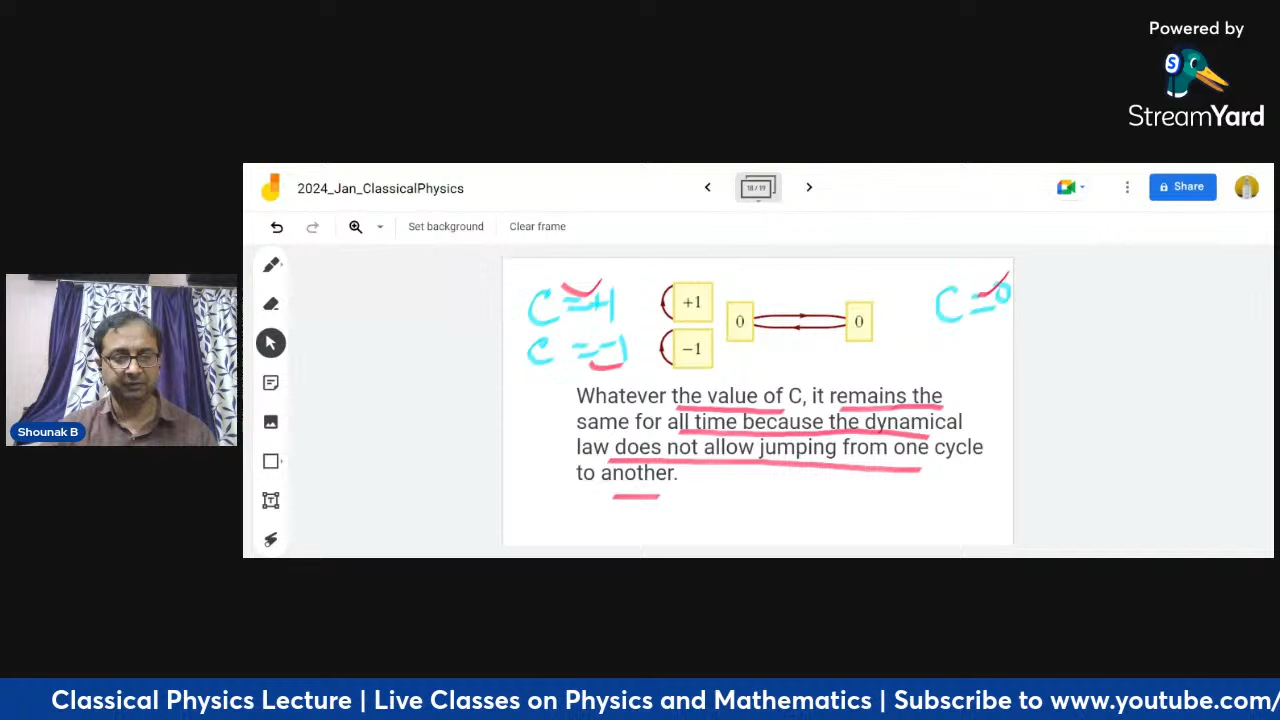 Powered by
StreamYard
2024_Jan_ClassicalPhysics
18 / 19
Share
Set background
Clear frame
C = +1
+1
0
0
C = 0
C = -1
−1
Whatever the value of C, it remains the
same for all time because the dynamical
law does not allow jumping from one cycle
to another.
Shounak B
Classical Physics Lecture | Live Classes on Physics and Mathematics | Subscribe to www.youtube.com/